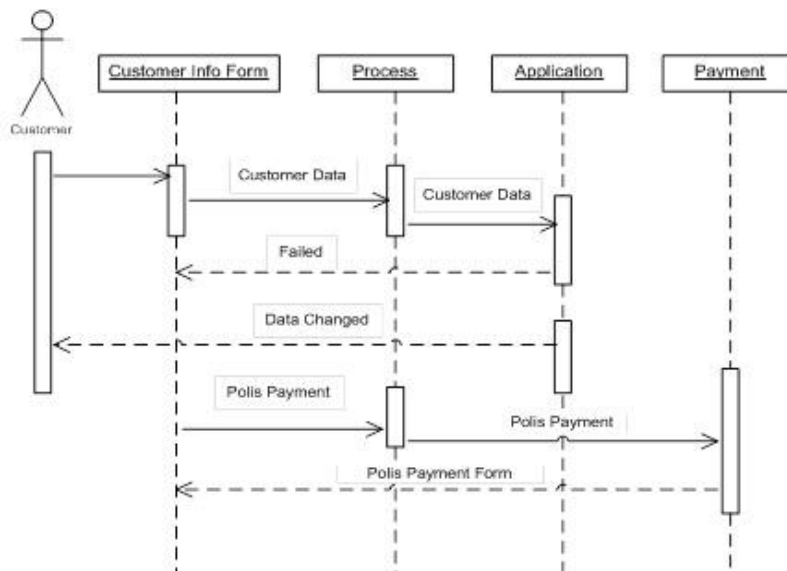 Customer Info Form
Process
Application
Payment
Customer
Customer Data
Customer Data
Failed
Data Changed
Polis Payment
Polis Payment
Polis Payment Form